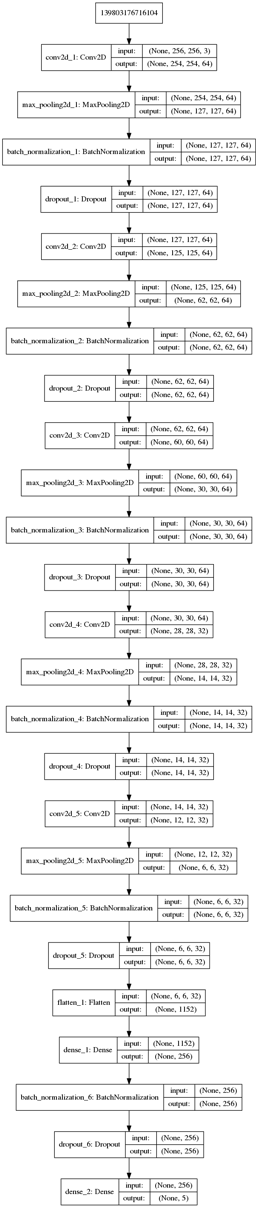 139803176716104
conv2d_1: Conv2D
input: (None, 256, 256, 3)
output: (None, 254, 254, 64)
max_pooling2d_1: MaxPooling2D
input: (None, 254, 254, 64)
output: (None, 127, 127, 64)
batch_normalization_1: BatchNormalization
input: (None, 127, 127, 64)
output: (None, 127, 127, 64)
dropout_1: Dropout
input: (None, 127, 127, 64)
output: (None, 127, 127, 64)
conv2d_2: Conv2D
input: (None, 127, 127, 64)
output: (None, 125, 125, 64)
max_pooling2d_2: MaxPooling2D
input: (None, 125, 125, 64)
output: (None, 62, 62, 64)
batch_normalization_2: BatchNormalization
input: (None, 62, 62, 64)
output: (None, 62, 62, 64)
dropout_2: Dropout
input: (None, 62, 62, 64)
output: (None, 62, 62, 64)
conv2d_3: Conv2D
input: (None, 62, 62, 64)
output: (None, 60, 60, 64)
max_pooling2d_3: MaxPooling2D
input: (None, 60, 60, 64)
output: (None, 30, 30, 64)
batch_normalization_3: BatchNormalization
input: (None, 30, 30, 64)
output: (None, 30, 30, 64)
dropout_3: Dropout
input: (None, 30, 30, 64)
output: (None, 30, 30, 64)
conv2d_4: Conv2D
input: (None, 30, 30, 64)
output: (None, 28, 28, 32)
max_pooling2d_4: MaxPooling2D
input: (None, 28, 28, 32)
output: (None, 14, 14, 32)
batch_normalization_4: BatchNormalization
input: (None, 14, 14, 32)
output: (None, 14, 14, 32)
dropout_4: Dropout
input: (None, 14, 14, 32)
output: (None, 14, 14, 32)
conv2d_5: Conv2D
input: (None, 14, 14, 32)
output: (None, 12, 12, 32)
max_pooling2d_5: MaxPooling2D
input: (None, 12, 12, 32)
output: (None, 6, 6, 32)
batch_normalization_5: BatchNormalization
input: (None, 6, 6, 32)
output: (None, 6, 6, 32)
dropout_5: Dropout
input: (None, 6, 6, 32)
output: (None, 6, 6, 32)
flatten_1: Flatten
input: (None, 6, 6, 32)
output: (None, 1152)
dense_1: Dense
input: (None, 1152)
output: (None, 256)
batch_normalization_6: BatchNormalization
input: (None, 256)
output: (None, 256)
dropout_6: Dropout
input: (None, 256)
output: (None, 256)
dense_2: Dense
input: (None, 256)
output: (None, 5)